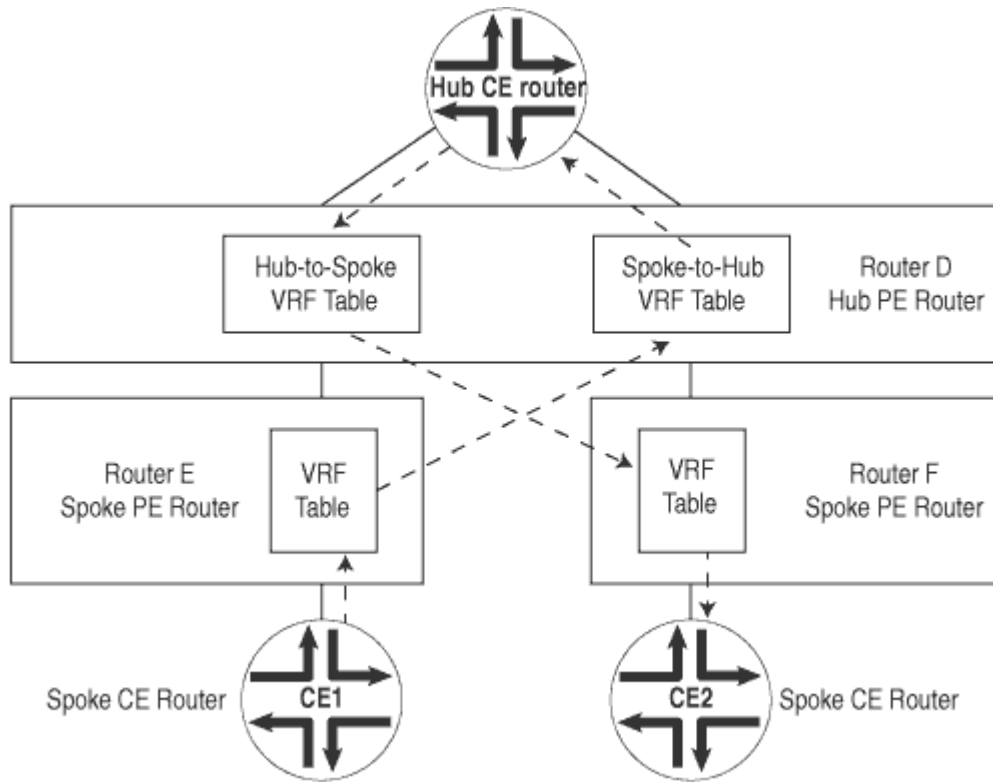 Hub CE router
Hub-to-Spoke
VRF Table
Spoke-to-Hub
VRF Table
Router D
Hub PE Router
Router E
Spoke PE Router
VRF
Table
VRF
Table
Router F
Spoke PE Router
Spoke CE Router
CE1
CE2
Spoke CE Router